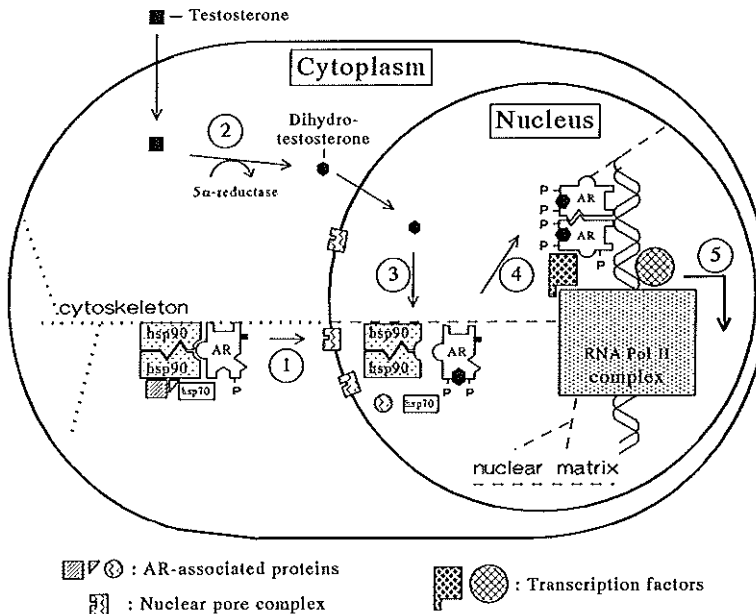 – Testosterone
Cytoplasm
2
Dihydro-
testosterone
5α-reductase
Nucleus
P
P
AR
P
P
AR
P
P
3
4
5
cytoskeleton
hsp90
hsp90
AR
hsp70
P
1
hsp90
hsp90
AR
hsp70
P
P
RNA Pol II
complex
nuclear matrix
: AR-associated proteins
: Nuclear pore complex
: Transcription factors